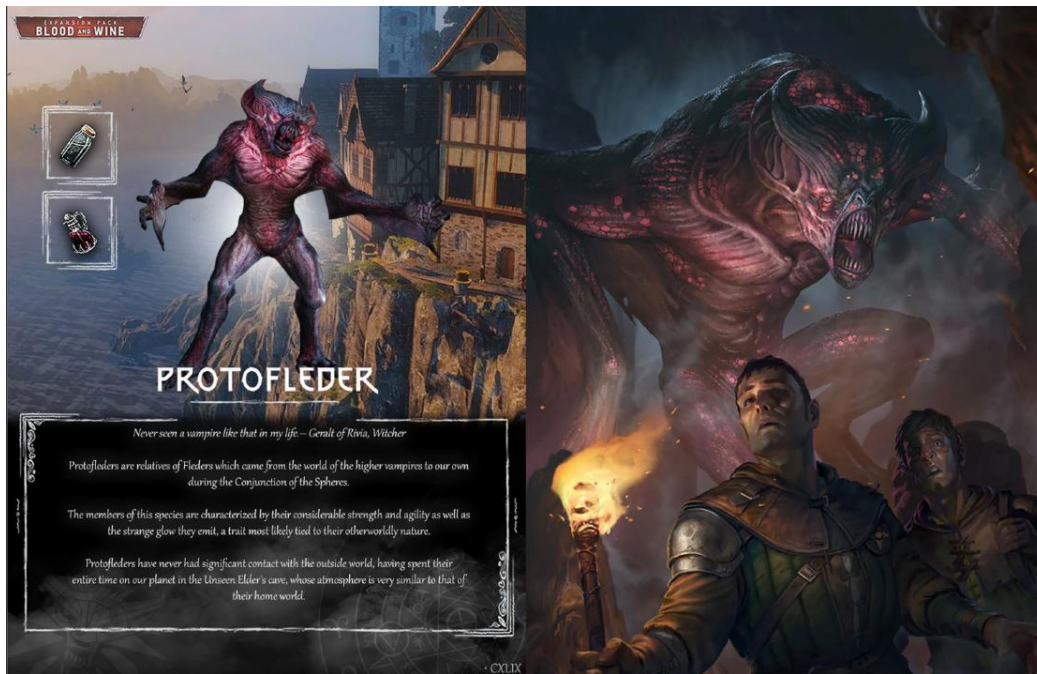 EXPANSION PACK
BLOOD AND WINE
PROTOFLEDER
Never seen a vampire like that in my life.– Geralt of Rivia, Witcher
Protofleders are relatives of Fleders which came from the world of the higher vampires to our own
during the Conjunction of the Spheres.
The members of this species are characterized by their considerable strength and agility as well as
the strange glow they emit, a trait most likely tied to their otherworldly nature.
Protofleders have never had significant contact with the outside world, having spent their
entire time on our planet in the Unseen Elder's cave, whose atmosphere is very similar to that of
their home world.
• CXLIX